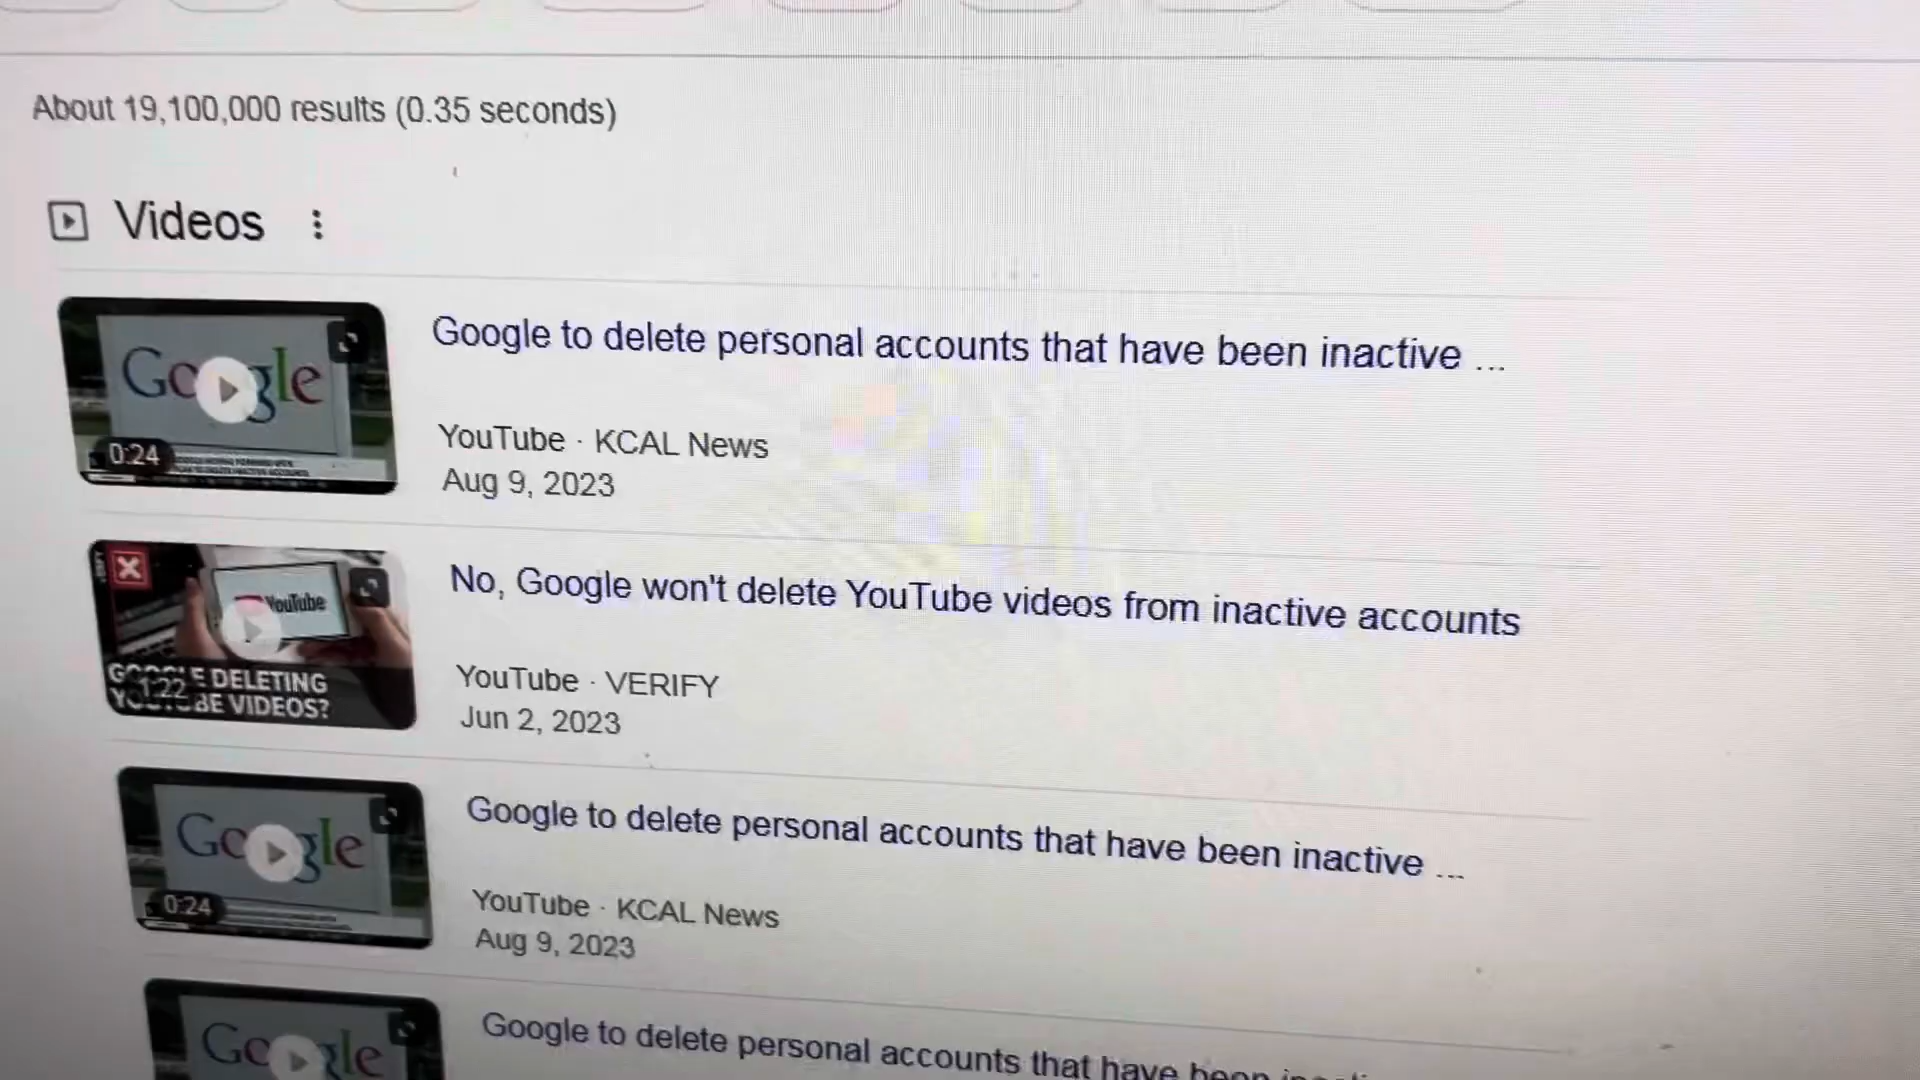 About 19,100,000 results (0.35 seconds)
Videos
Google
0:24
Google to delete personal accounts that have been inactive ...
YouTube · KCAL News
Aug 9, 2023
YouTube
DELETING
BE VIDEOS?
1:22
No, Google won't delete YouTube videos from inactive accounts
YouTube · VERIFY
Jun 2, 2023
Google
0:24
Google to delete personal accounts that have been inactive ...
YouTube · KCAL News
Aug 9, 2023
Google
Google to delete personal accounts that have been